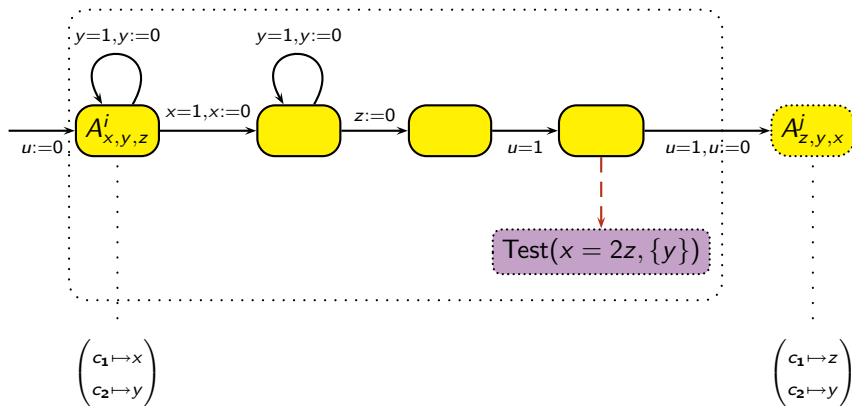 y=1,y:=0
y=1,y:=0
A^i_{x,y,z}
x=1,x:=0
z:=0
u:=0
u=1
u=1,u:=0
A^j_{z,y,x}
Test(x = 2z, {y})
c₁↦x
c₂↦y
c₁↦z
c₂↦y